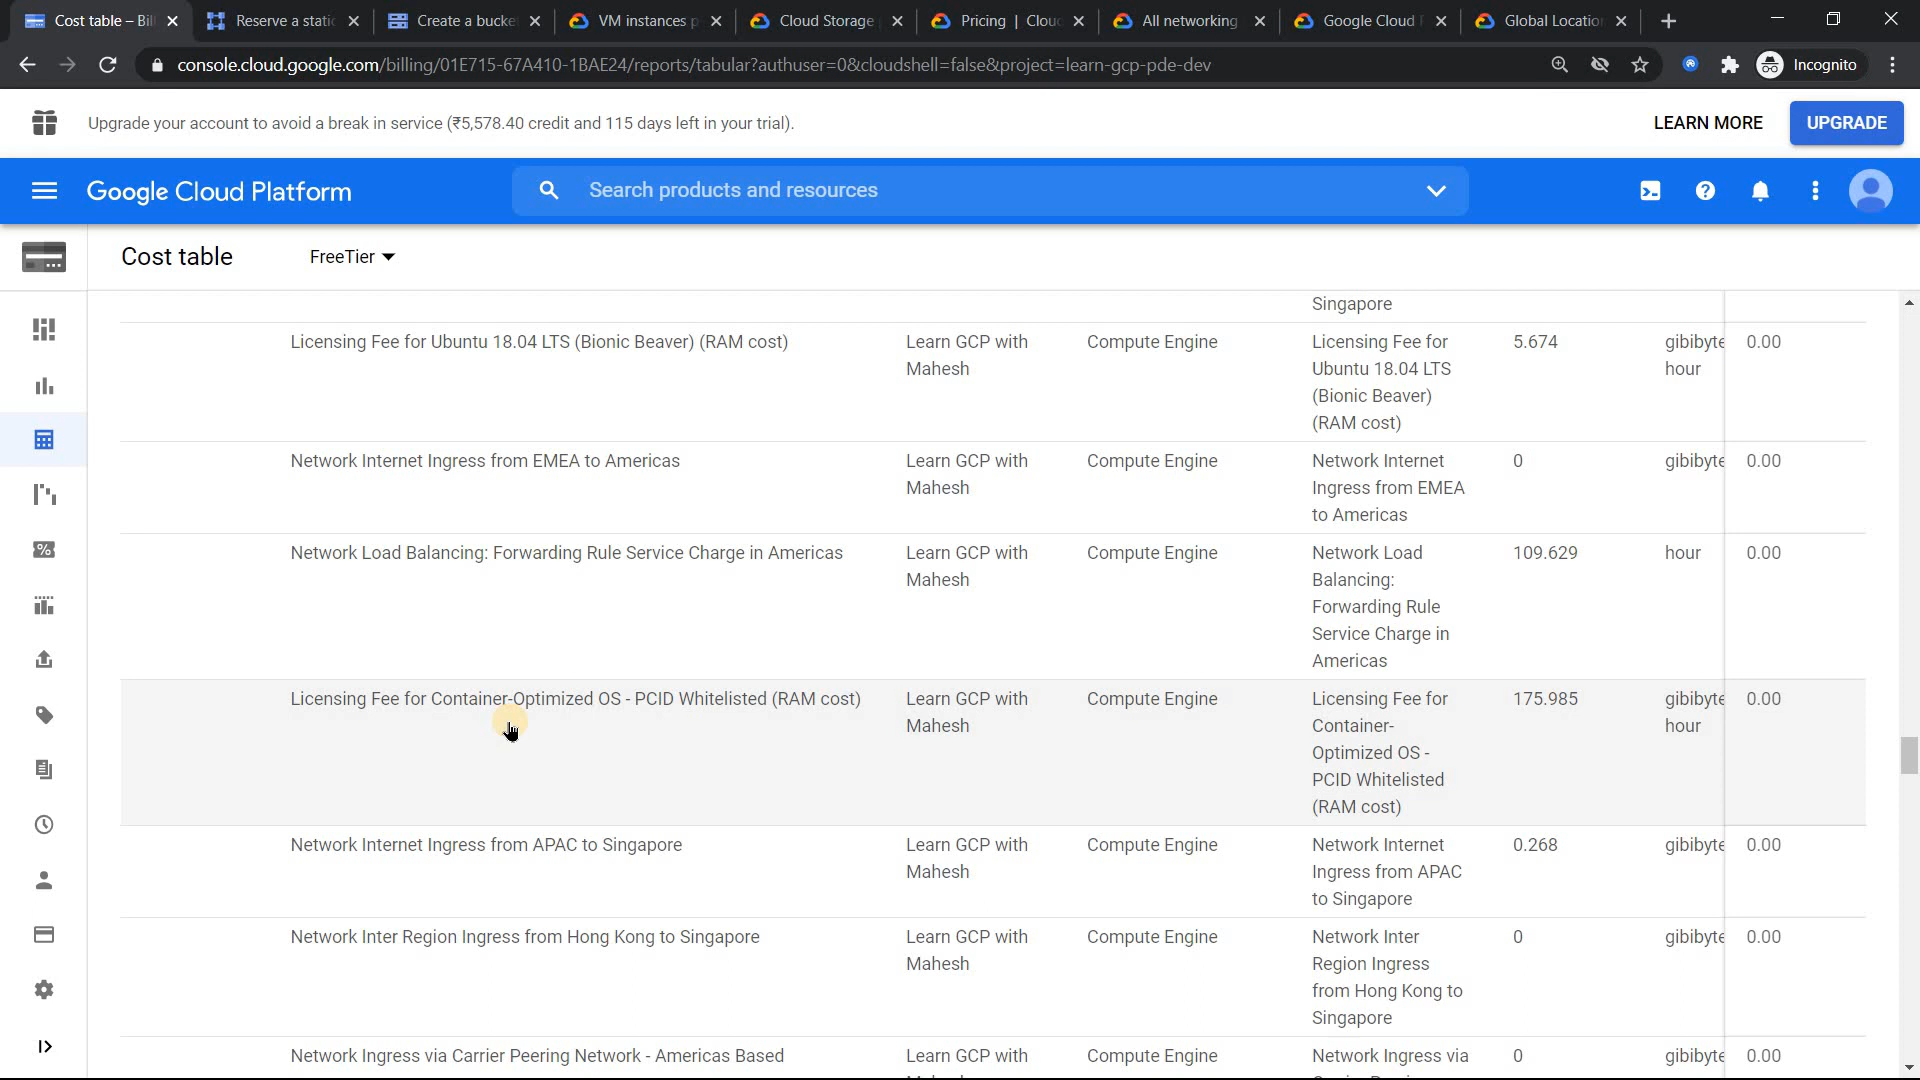 Cost table – Bil
Reserve a static
Create a bucket
VM instances p
Cloud Storage
Pricing | Clou
All networking
Google Cloud
Global Locatio
console.cloud.google.com/billing/01E715-67A410-1BAE24/reports/tabular?authuser=0&cloudshell=false&project=learn-gcp-pde-dev
Incognito
Upgrade your account to avoid a break in service (₹5,578.40 credit and 115 days left in your trial).
LEARN MORE
UPGRADE
Google Cloud Platform
Search products and resources
Cost table
FreeTier
Singapore
Licensing Fee for Ubuntu 18.04 LTS (Bionic Beaver) (RAM cost)
Learn GCP with
Mahesh
Compute Engine
Licensing Fee for
Ubuntu 18.04 LTS
(Bionic Beaver)
(RAM cost)
5.674
gibibyte
hour
0.00
Network Internet Ingress from EMEA to Americas
Learn GCP with
Mahesh
Compute Engine
Network Internet
Ingress from EMEA
to Americas
0
gibibyte
0.00
Network Load Balancing: Forwarding Rule Service Charge in Americas
Learn GCP with
Mahesh
Compute Engine
Network Load
Balancing:
Forwarding Rule
Service Charge in
Americas
109.629
hour
0.00
Licensing Fee for Container-Optimized OS - PCID Whitelisted (RAM cost)
Learn GCP with
Mahesh
Compute Engine
Licensing Fee for
Container-
Optimized OS -
PCID Whitelisted
(RAM cost)
175.985
gibibyte
hour
0.00
Network Internet Ingress from APAC to Singapore
Learn GCP with
Mahesh
Compute Engine
Network Internet
Ingress from APAC
to Singapore
0.268
gibibyte
0.00
Network Inter Region Ingress from Hong Kong to Singapore
Learn GCP with
Mahesh
Compute Engine
Network Inter
Region Ingress
from Hong Kong to
Singapore
0
gibibyte
0.00
Network Ingress via Carrier Peering Network - Americas Based
Learn GCP with
Compute Engine
Network Ingress via
0
gibibyte
0.00